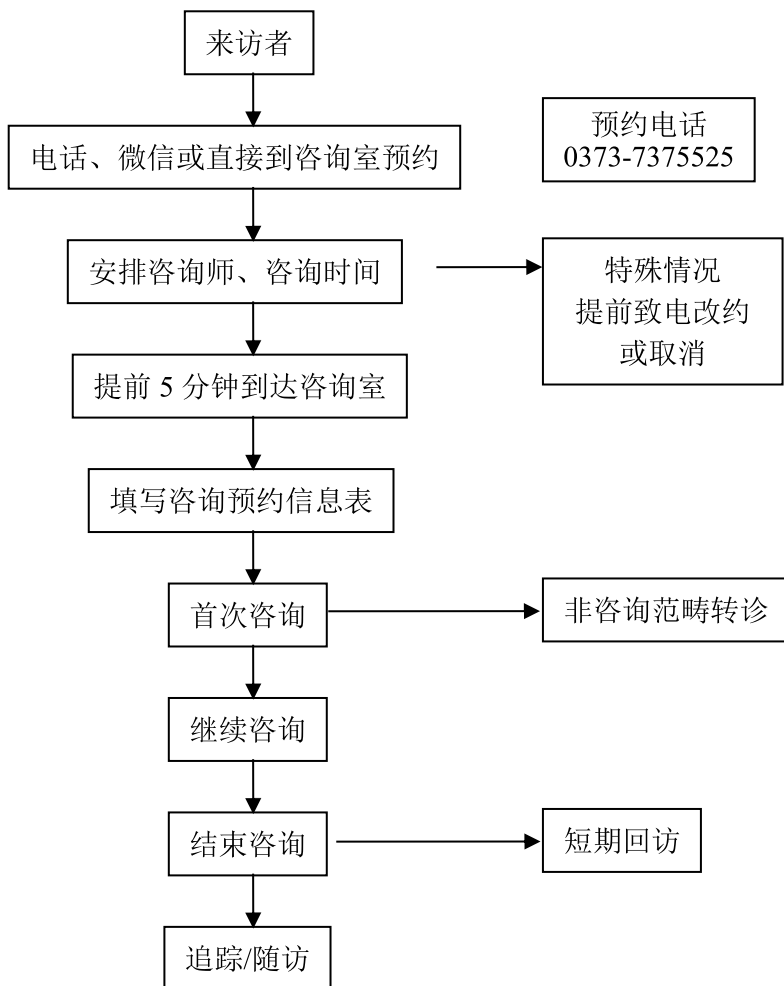 来访者
电话、微信或直接到咨询室预约
预约电话
0373-7375525
安排咨询师、咨询时间
特殊情况
提前致电改约
或取消
提前 5 分钟到达咨询室
填写咨询预约信息表
首次咨询
非咨询范畴转诊
继续咨询
结束咨询
短期回访
追踪/随访